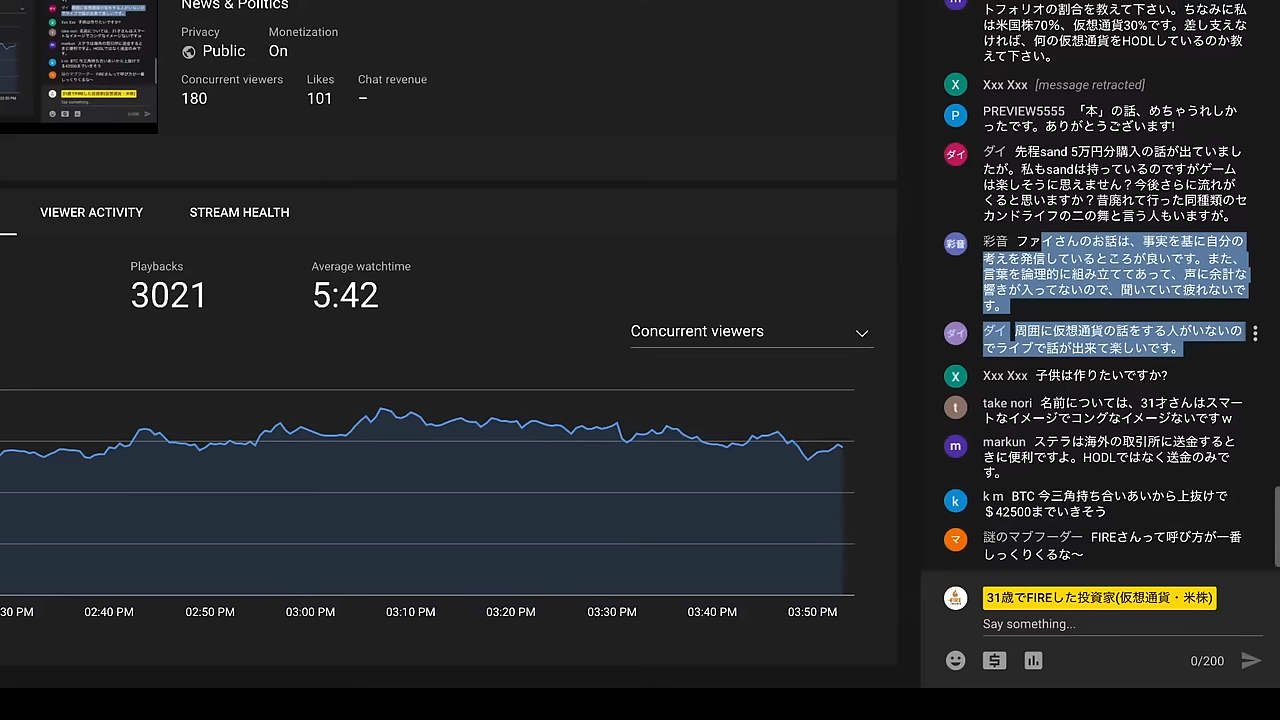 News & Politics
Privacy
Monetization
Public
On
Concurrent viewers
Likes
Chat revenue
180
101
–
VIEWER ACTIVITY
STREAM HEALTH
Playbacks
Average watchtime
3021
5:42
Concurrent viewers
30 PM
02:40 PM
02:50 PM
03:00 PM
03:10 PM
03:20 PM
03:30 PM
03:40 PM
03:50 PM
トフォリオの割合を教えて下さい。ちなみに私
は米国株70%、仮想通貨30%です。差し支えな
ければ、何の仮想通貨をHODLしているのか教
えて下さい。
X
Xxx Xxx [message retracted]
P
PREVIEW5555 「本」の話、めちゃうれしか
ったです。ありがとうございます!
ダイ
ダイ 先程sand 5万円分購入の話が出ていまし
たが。私もsandは持っているのですがゲーム
は楽しそうに思えません？今後さらに流れが
くると思いますか？昔廃れて行った同種類のセ
カンドライフの二の舞と言う人もいますが。
彩音
彩音 ファイさんのお話は、事実を基に自分の
考えを発信しているところが良いです。また、
言葉を論理的に組み立ててあって、声に余計な
響きが入ってないので、聞いていて疲れないで
す。
ダイ
ダイ 周囲に仮想通貨の話をする人がいないの
でライブで話が出来て楽しいです。
X
Xxx Xxx 子供は作りたいですか?
t
take nori 名前については、31才さんはスマー
トなイメージでコングなイメージないですｗ
m
markun ステラは海外の取引所に送金すると
きに便利ですよ。HODLではなく送金のみで
す。
k
k m BTC 今三角持ち合いあいから上抜けで
＄42500までいきそう
マ
謎のマブフーダー FIREさんって呼び方が一番
しっくりくるな〜
31歳でFIREした投資家(仮想通貨・米株)
Say something...
0/200